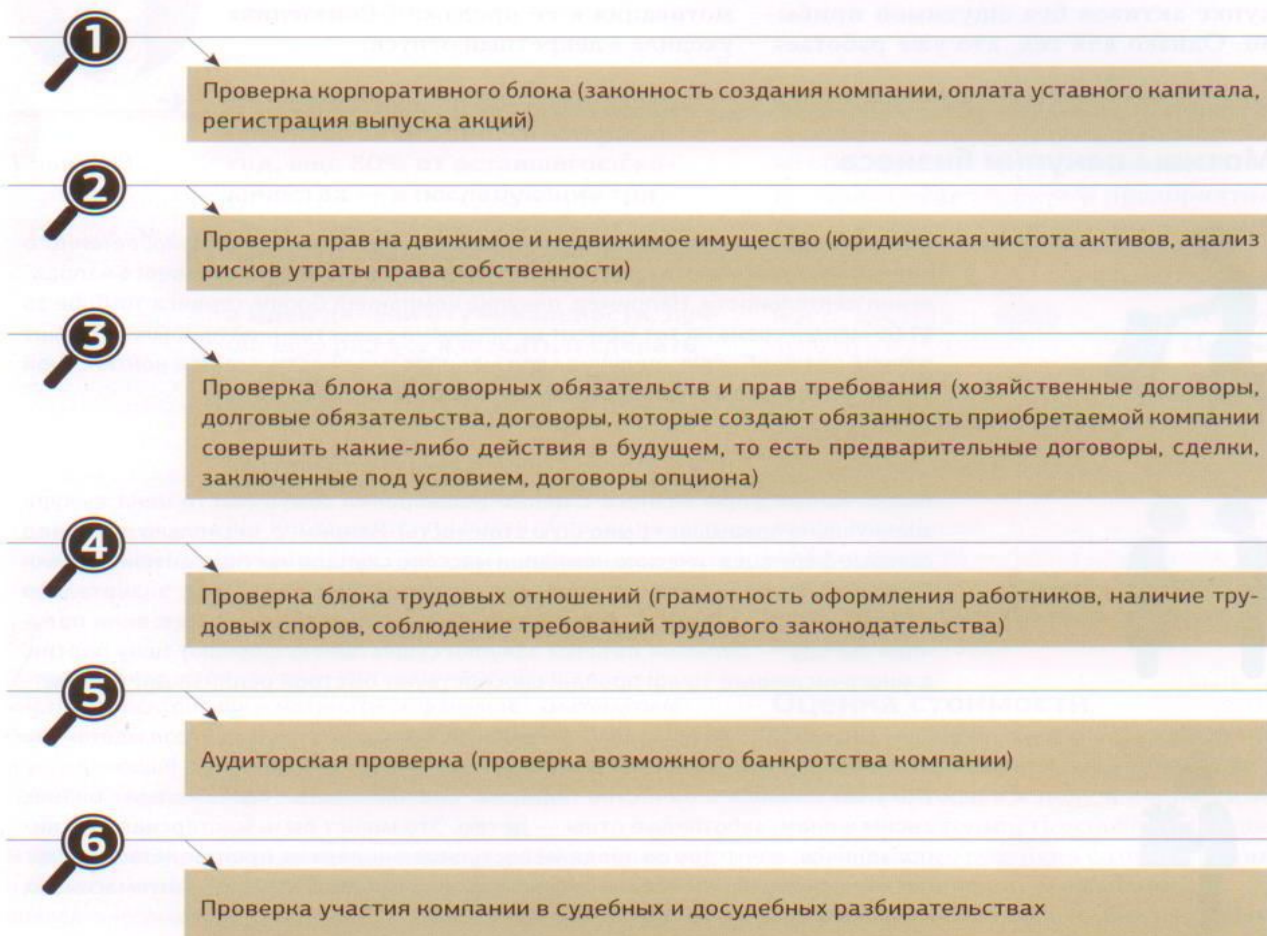 1
Проверка корпоративного блока (законность создания компании, оплата уставного капитала,
регистрация выпуска акций)
2
Проверка прав на движимое и недвижимое имущество (юридическая чистота активов, анализ
рисков утраты права собственности)
3
Проверка блока договорных обязательств и прав требования (хозяйственные договоры,
долговые обязательства, договоры, которые создают обязанность приобретаемой компании
совершить какие-либо действия в будущем, то есть предварительные договоры, сделки,
заключенные под условием, договоры опциона)
4
Проверка блока трудовых отношений (грамотность оформления работников, наличие тру-
довых споров, соблюдение требований трудового законодательства)
5
Аудиторская проверка (проверка возможного банкротства компании)
6
Проверка участия компании в судебных и досудебных разбирательствах